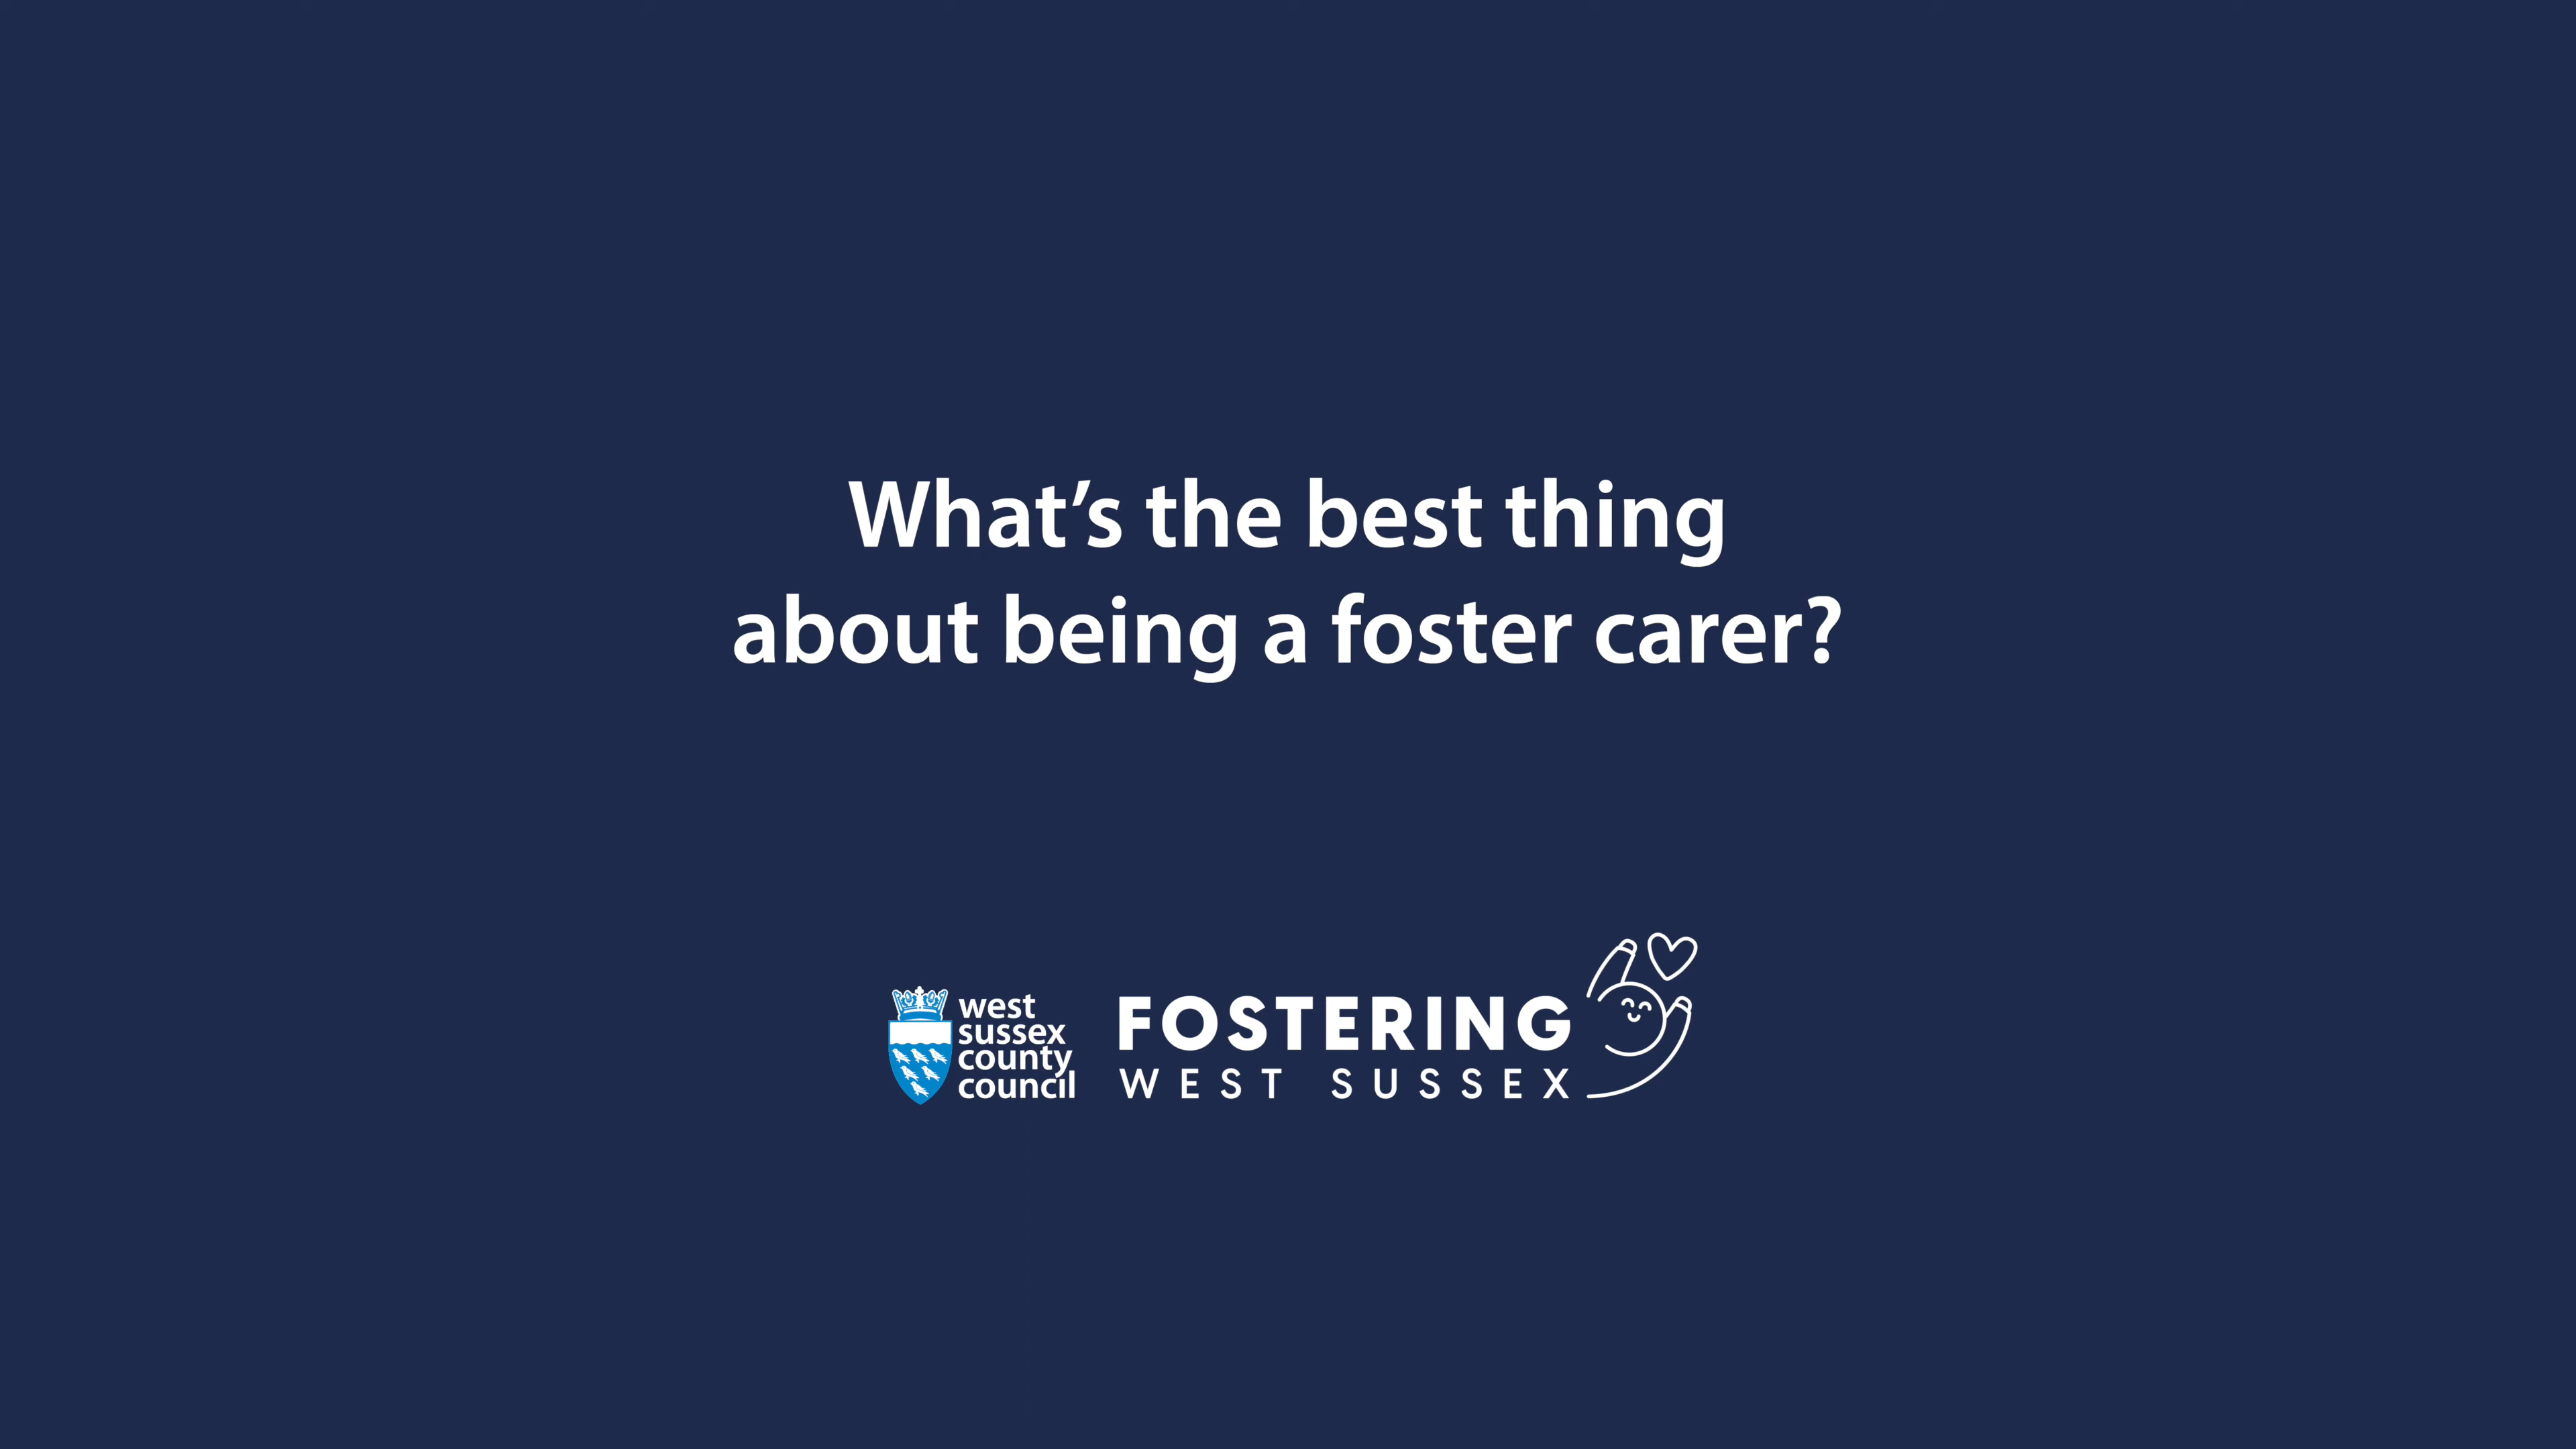 What’s the best thing
about being a foster carer?
west
sussex
county
council
FOSTERING
WEST SUSSEX